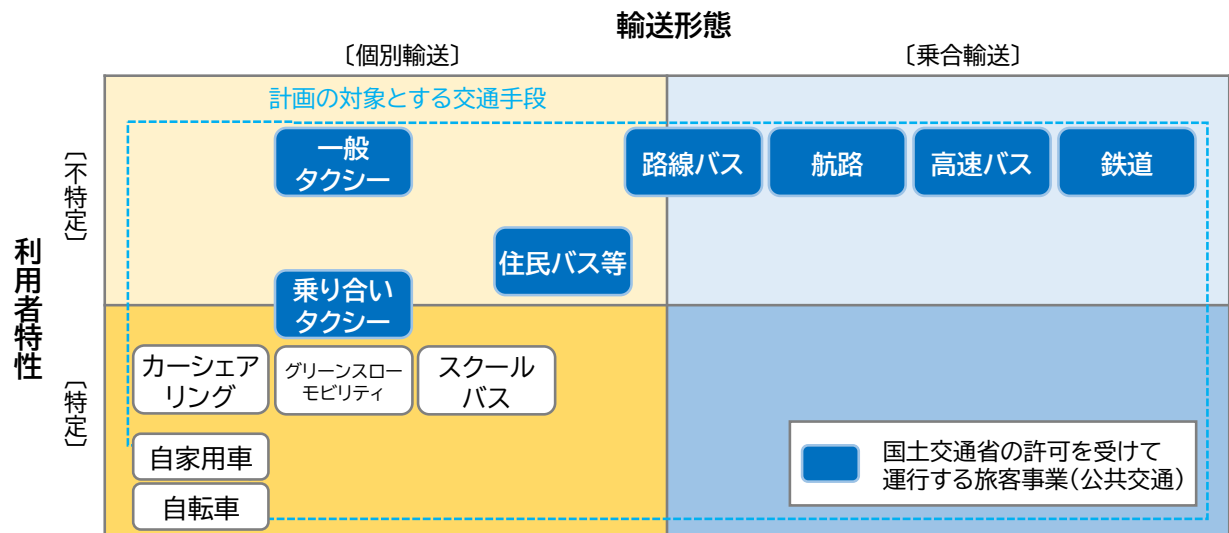 輸送形態
〔個別輸送〕
〔乗合輸送〕
計画の対象とする交通手段
利用者特性
〔不特定〕
一般
タクシー
路線バス
航路
高速バス
鉄道
住民バス等
乗り合い
タクシー
〔特定〕
カーシェア
リング
グリーンスロー
モビリティ
スクール
バス
自家用車
自転車
国土交通省の許可を受けて
運行する旅客事業(公共交通)